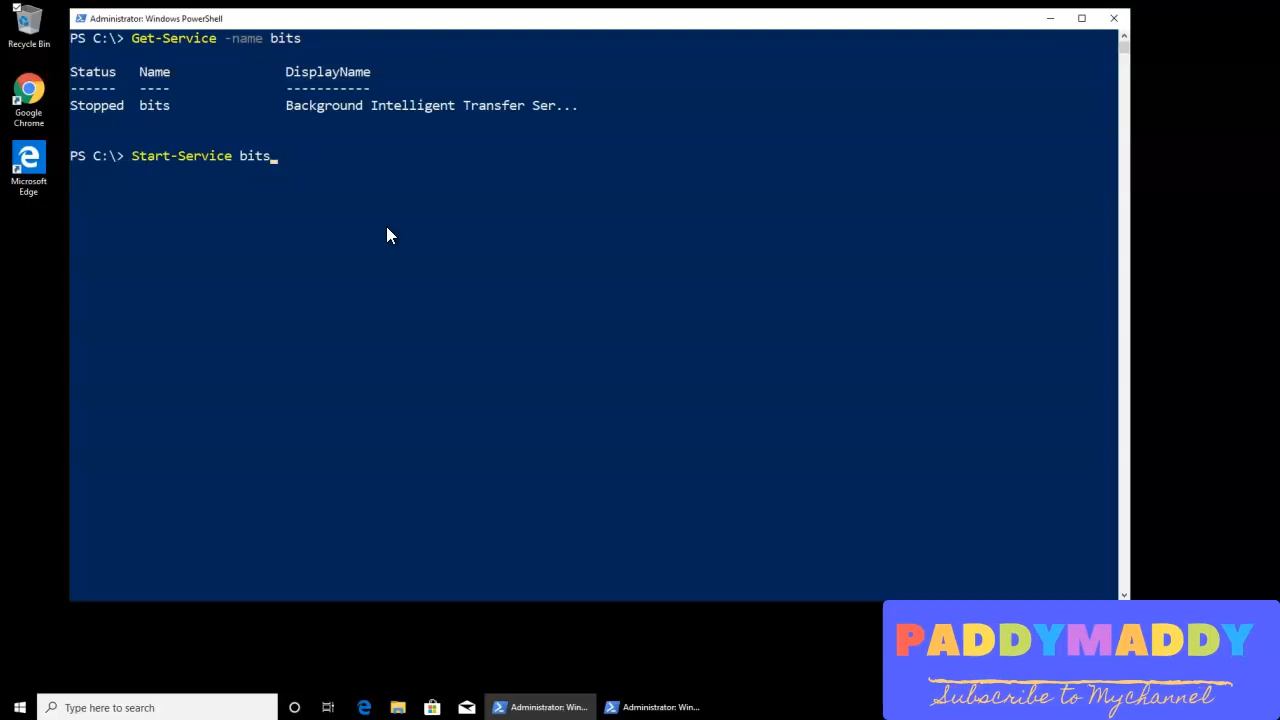 Administrator: Windows PowerShell
PS C:\> Get-Service -name bits
Status Name DisplayName
------ ---- -----------
Stopped bits Background Intelligent Transfer Ser...
PS C:\> Start-Service bits_
Recycle Bin
Google
Chrome
Microsoft
Edge
PADDYMADDY
Subscribe to Mychannel
Type here to search
Administrator: Win...
Administrator: Win...